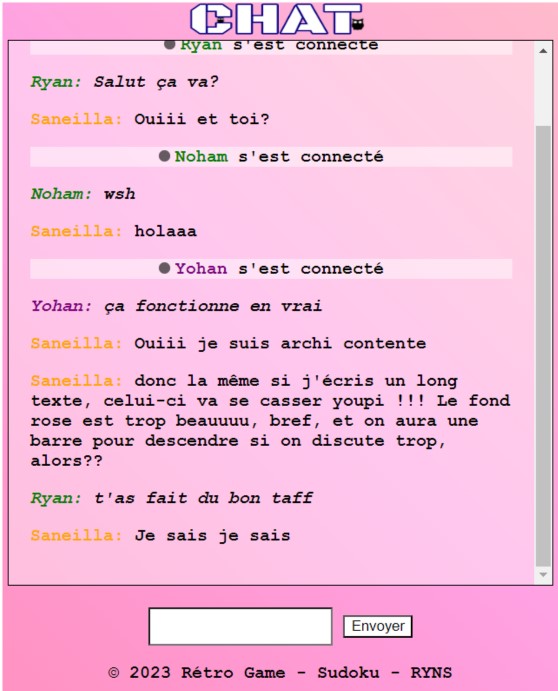 CHAT
Ryan s'est connecté
Ryan: Salut ça va?
Saneilla: Ouiii et toi?
Noham s'est connecté
Noham: wsh
Saneilla: holaaa
Yohan s'est connecté
Yohan: ça fonctionne en vrai
Saneilla: Ouiii je suis archi contente
Saneilla: donc la même si j'écris un long
texte, celui-ci va se casser youpi !!! Le fond
rose est trop beauuuu, bref, et on aura une
barre pour descendre si on discute trop,
alors??
Ryan: t'as fait du bon taff
Saneilla: Je sais je sais
Envoyer
© 2023 Rétro Game - Sudoku - RYNS